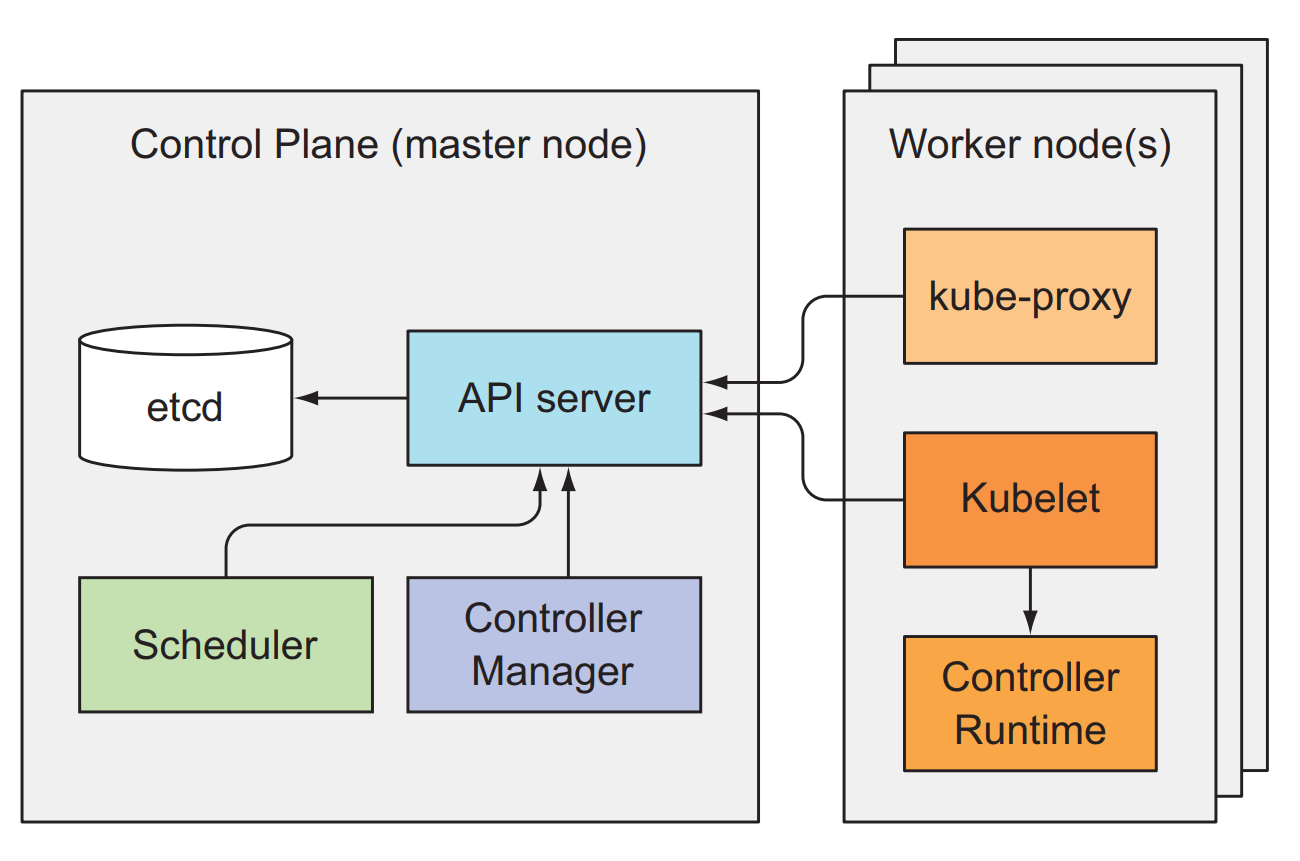 Control Plane (master node)
etcd
API server
Scheduler
Controller
Manager
Worker node(s)
kube-proxy
Kubelet
Controller
Runtime